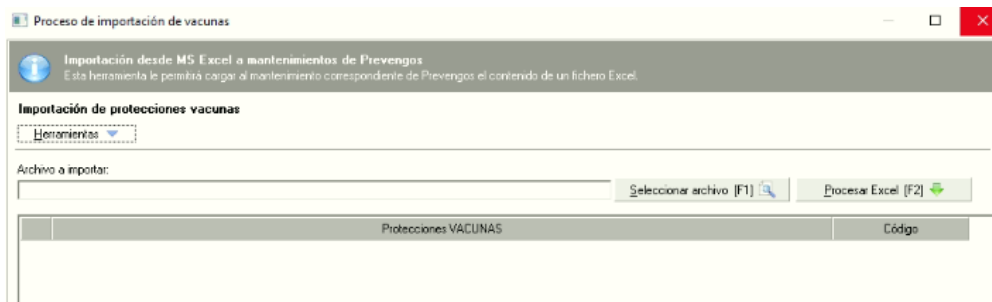 Proceso de importación de vacunas
Importación desde MS Excel a mantenimientos de Prevengos
Esta herramienta le permitirá cargar al mantenimiento correspondiente de Prevengos el contenido de un fichero Excel.
Importación de protecciones vacunas
Herramientas
Archivo a importar:
Seleccionar archivo [F1] Procesar Excel [F2]
Protecciones VACUNAS Código